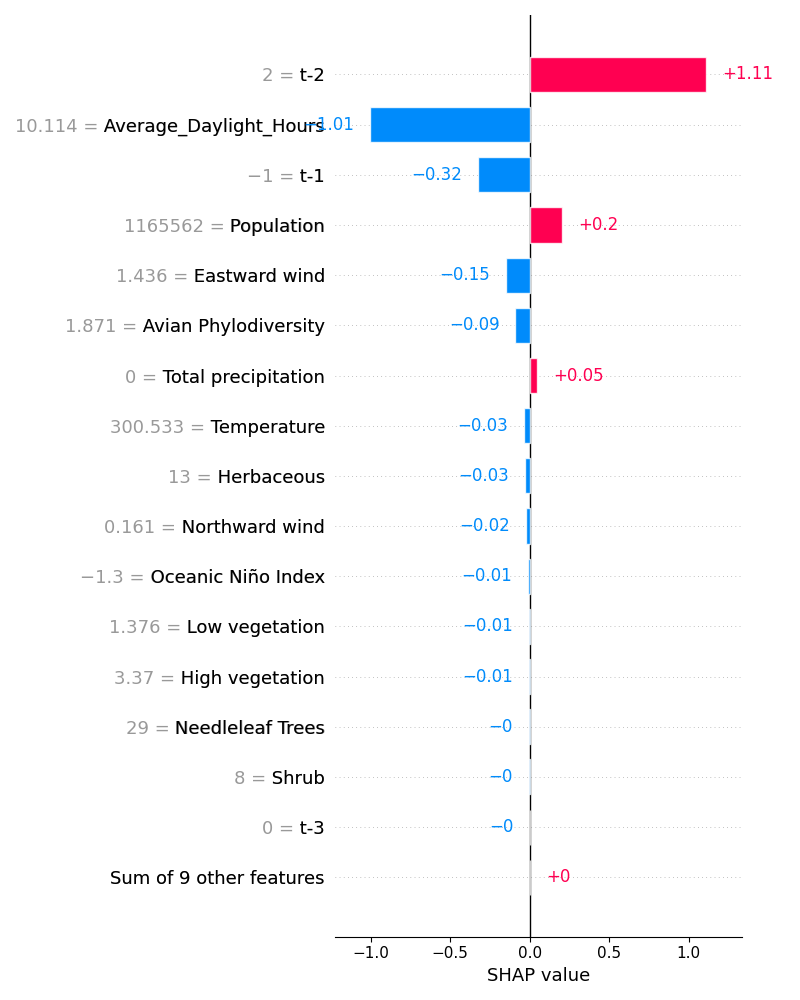 2 = t-2 +1.11
10.114 = Average_Daylight_Hours −1.01
−1 = t-1 −0.32
1165562 = Population +0.2
1.436 = Eastward wind −0.15
1.871 = Avian Phylodiversity −0.09
0 = Total precipitation +0.05
300.533 = Temperature −0.03
13 = Herbaceous −0.03
0.161 = Northward wind −0.02
−1.3 = Oceanic Niño Index −0.01
1.376 = Low vegetation −0.01
3.37 = High vegetation −0.01
29 = Needleleaf Trees −0
8 = Shrub −0
0 = t-3 −0
Sum of 9 other features +0
−1.0 −0.5 0.0 0.5 1.0
SHAP value